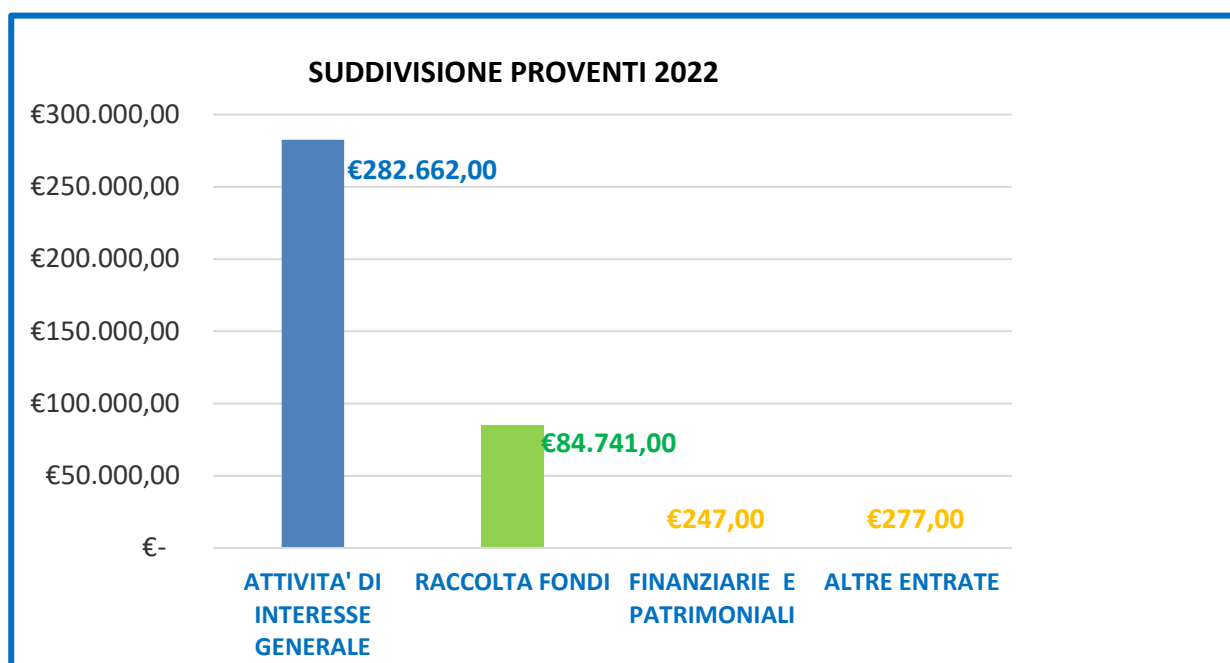 SUDDIVISIONE PROVENTI 2022
€300.000,00
€250.000,00
€200.000,00
€150.000,00
€100.000,00
€50.000,00
€-
€282.662,00
€84.741,00
€247,00
€277,00
ATTIVITA' DI
INTERESSE
GENERALE
RACCOLTA FONDI
FINANZIARIE E
PATRIMONIALI
ALTRE ENTRATE